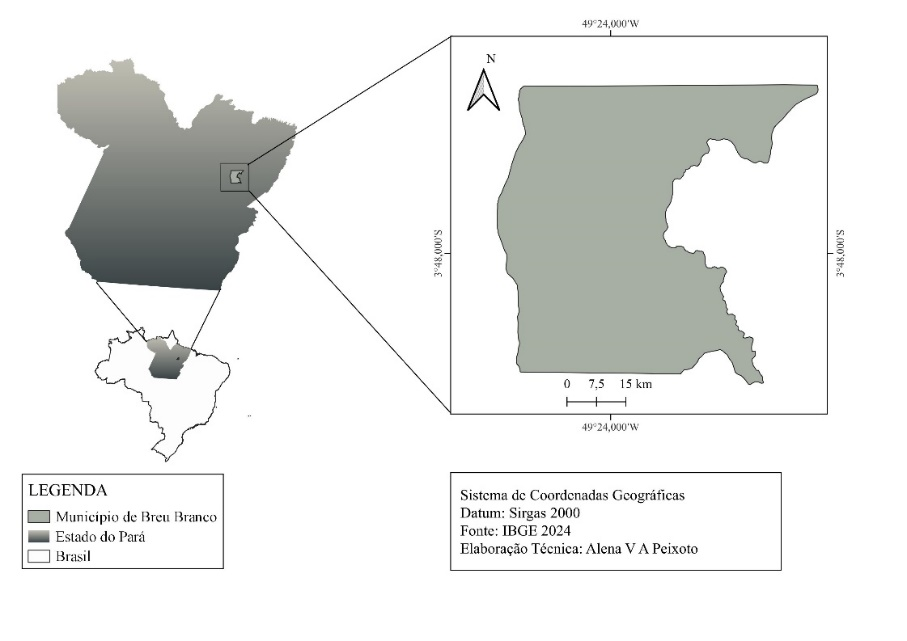 49°24,000'W
N
3°48,000'S
3°48,000'S
0 7,5 15 km
49°24,000'W
LEGENDA
Município de Breu Branco
Estado do Pará
Brasil
Sistema de Coordenadas Geográficas
Datum: Sirgas 2000
Fonte: IBGE 2024
Elaboração Técnica: Alena V A Peixoto